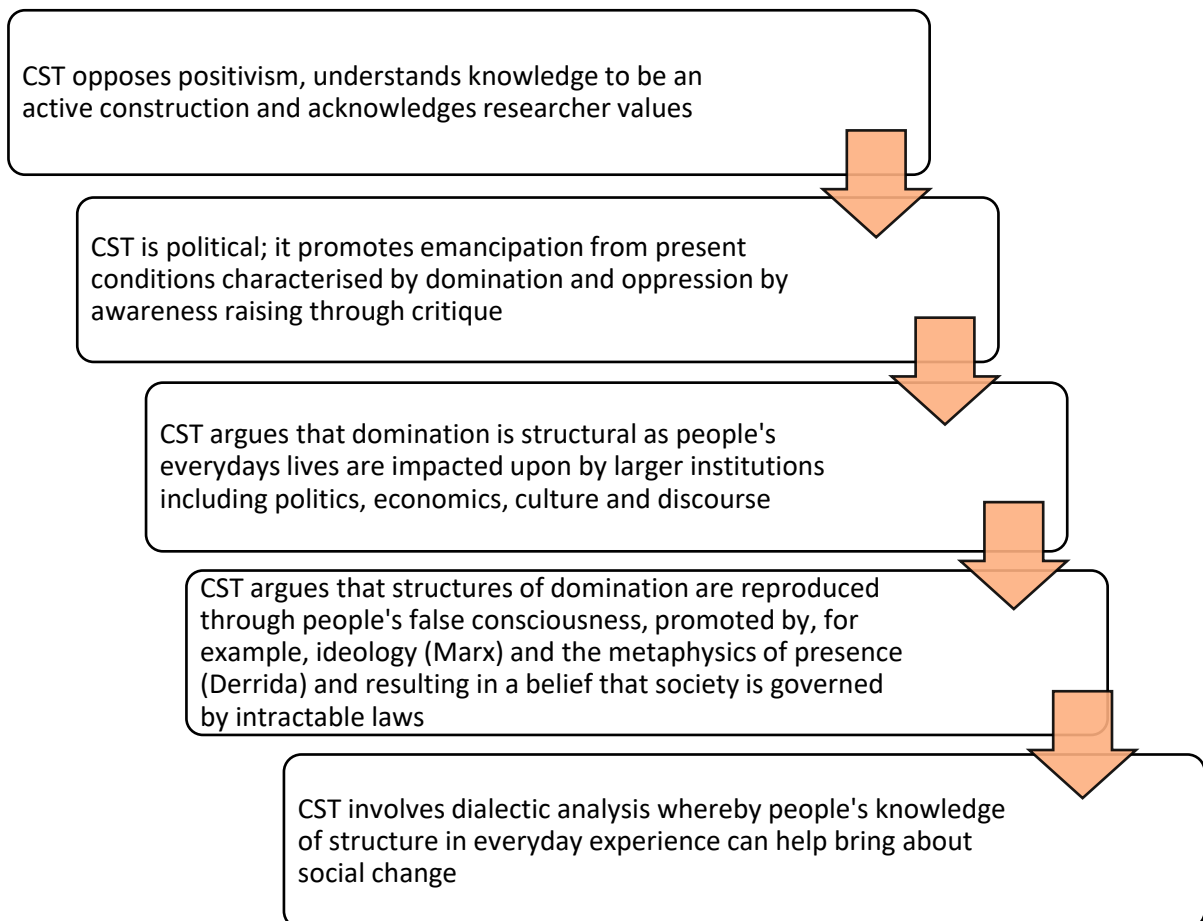 CST opposes positivism, understands knowledge to be an
active construction and acknowledges researcher values
CST is political; it promotes emancipation from present
conditions characterised by domination and oppression by
awareness raising through critique
CST argues that domination is structural as people's
everydays lives are impacted upon by larger institutions
including politics, economics, culture and discourse
CST argues that structures of domination are reproduced
through people's false consciousness, promoted by, for
example, ideology (Marx) and the metaphysics of presence
(Derrida) and resulting in a belief that society is governed
by intractable laws
CST involves dialectic analysis whereby people's knowledge
of structure in everyday experience can help bring about
social change